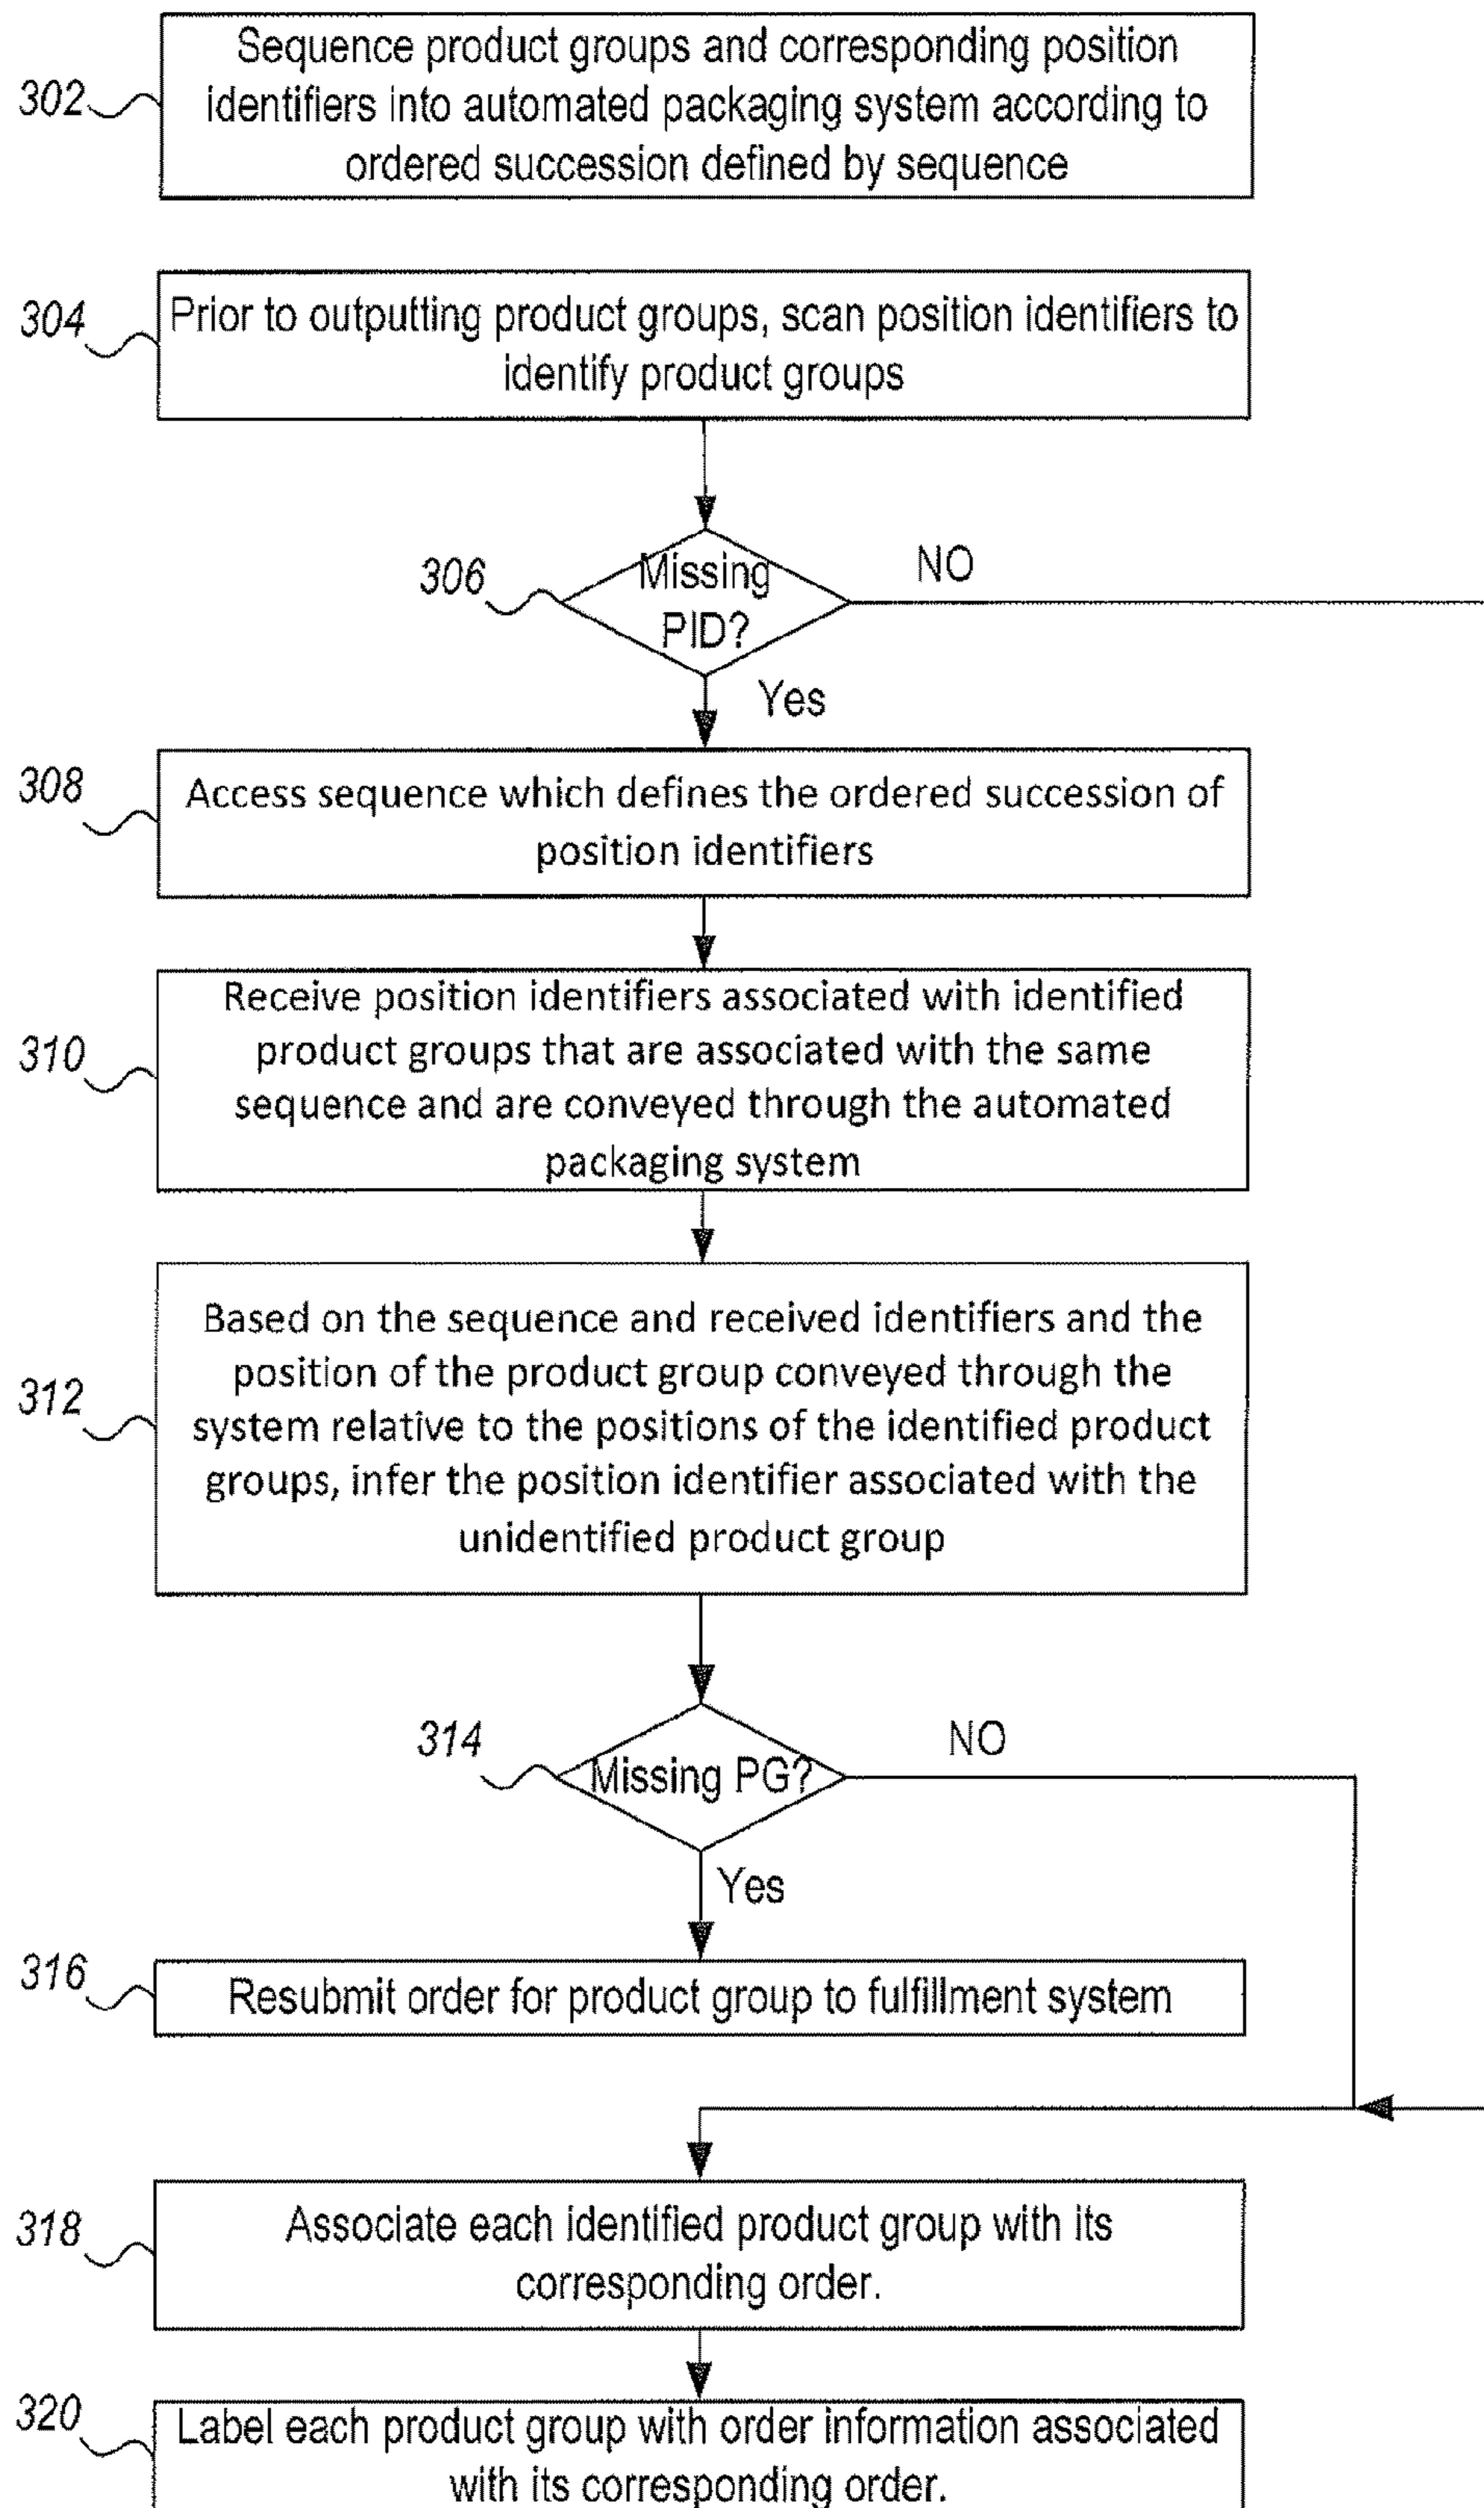 302
Sequence product groups and corresponding position
identifiers into automated packaging system according to
ordered succession defined by sequence
304
Prior to outputting product groups, scan position identifiers to
identify product groups
306
Missing
PID?
NO
Yes
308
Access sequence which defines the ordered succession of
position identifiers
310
Receive position identifiers associated with identified
product groups that are associated with the same
sequence and are conveyed through the automated
packaging system
312
Based on the sequence and received identifiers and the
position of the product group conveyed through the
system relative to the positions of the identified product
groups, infer the position identifier associated with the
unidentified product group
314
Missing PG?
NO
Yes
316
Resubmit order for product group to fulfillment system
318
Associate each identified product group with its
corresponding order.
320
Label each product group with order information associated
with its corresponding order.